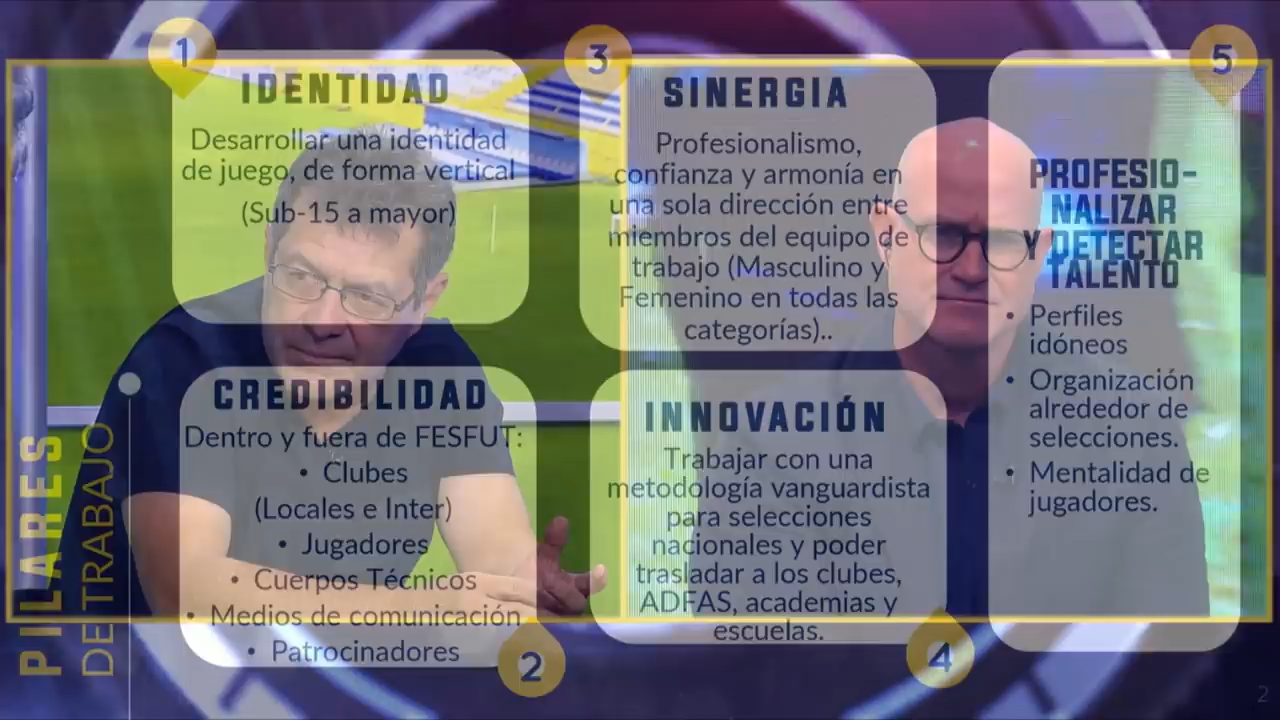 PILARES
DE TRABAJO
1
IDENTIDAD
Desarrollar una identidad
de juego, de forma vertical
(Sub-15 a mayor)
CREDIBILIDAD
Dentro y fuera de FESFUT:
• Clubes
(Locales e Inter)
• Jugadores
• Cuerpos Técnicos
• Medios de comunicación
• Patrocinadores
2
3
SINERGIA
Profesionalismo,
confianza y armonía en
una sola dirección entre
miembros del equipo de
trabajo (Masculino y
Femenino en todas las
categorías)..
INNOVACIÓN
Trabajar con una
metodología vanguardista
para selecciones
nacionales y poder
trasladar a los clubes,
ADFAS, academias y
escuelas.
4
5
PROFESIO-
NALIZAR
Y DETECTAR
TALENTO
• Perfiles
idóneos
• Organización
alrededor de
selecciones.
• Mentalidad de
jugadores.
2